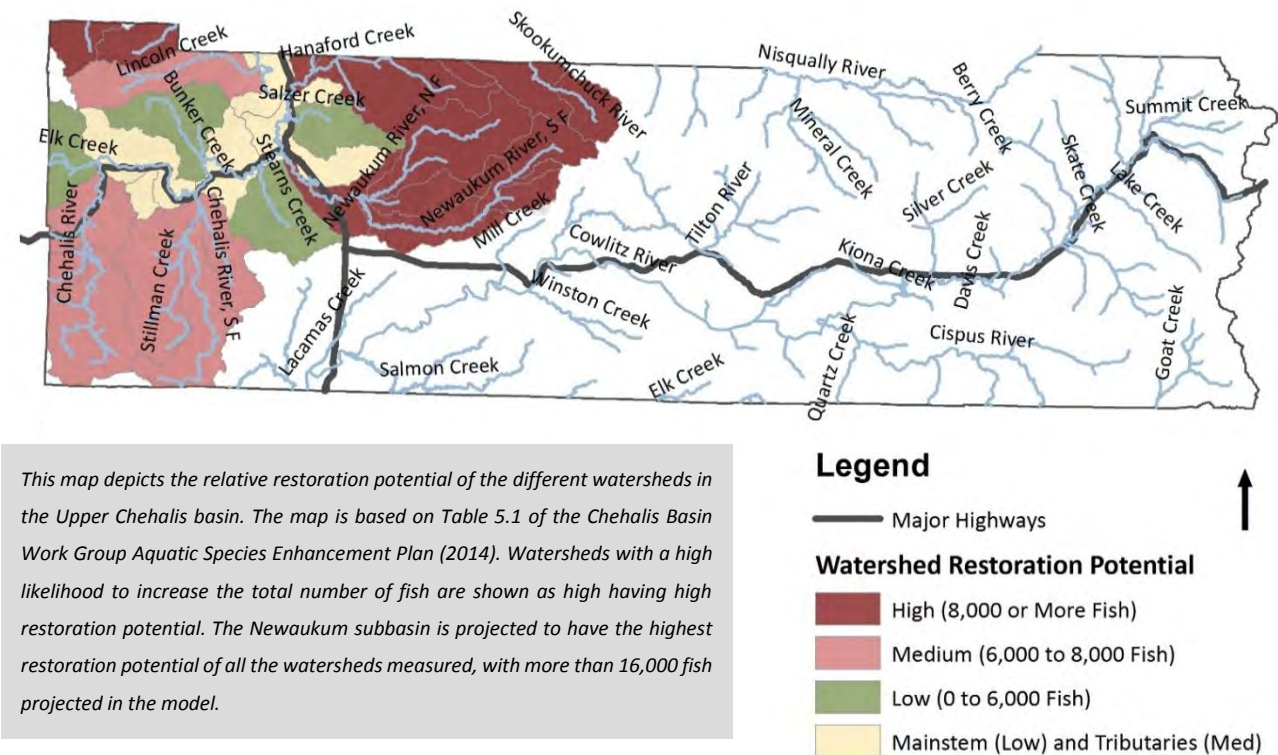 Skookumchuck River
Hanaford Creek
Lincoln Creek
Nisqually River
Berry Creek
Bunker Creek
Salzer Creek
Newaukum River, N F
Mineral Creek
Summit Creek
Elk Creek
Stearns Creek
Newaukum River, S F
Skate Creek
Lake Creek
Silver Creek
Chehalis River
Chehalis River, S F
Mill Creek
Tilton River
Stillman Creek
Cowlitz River
Kiona Creek
Davis Creek
Winston Creek
Lacamas Creek
Cispus River
Goat Creek
Salmon Creek
Elk Creek
Quartz Creek
This map depicts the relative restoration potential of the different watersheds in
the Upper Chehalis basin. The map is based on Table 5.1 of the Chehalis Basin
Work Group Aquatic Species Enhancement Plan (2014). Watersheds with a high
likelihood to increase the total number of fish are shown as high having high
restoration potential. The Newaukum subbasin is projected to have the highest
restoration potential of all the watersheds measured, with more than 16,000 fish
projected in the model.
Legend
Major Highways
Watershed Restoration Potential
High (8,000 or More Fish)
Medium (6,000 to 8,000 Fish)
Low (0 to 6,000 Fish)
Mainstem (Low) and Tributaries (Med)